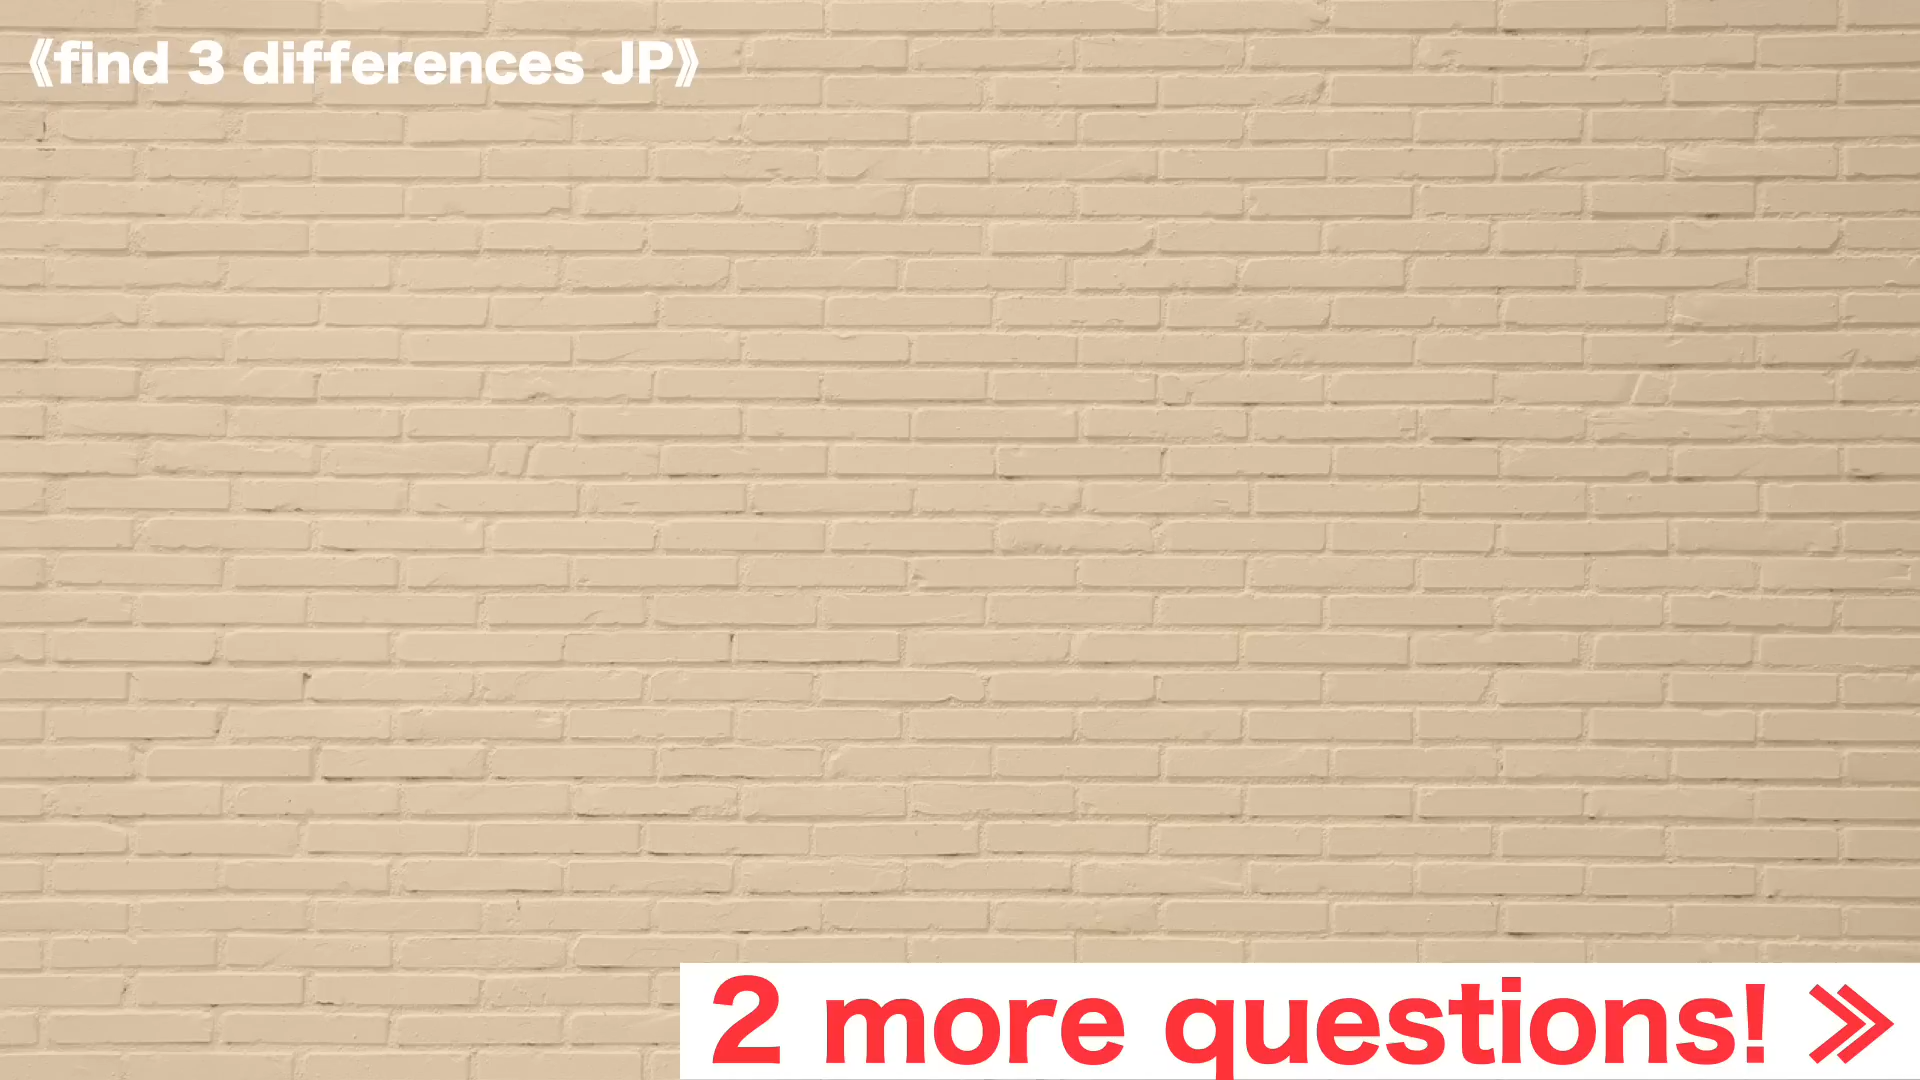 《find 3 differences JP》
2 more questions! »